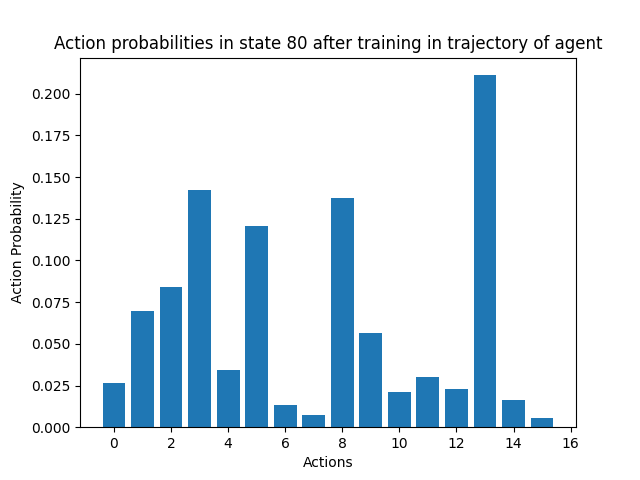 Action probabilities in state 80 after training in trajectory of agent
0.200
0.175
0.150
0.125
0.100
0.075
0.050
0.025
0.000
Action Probability
0 2 4 6 8 10 12 14 16
Actions